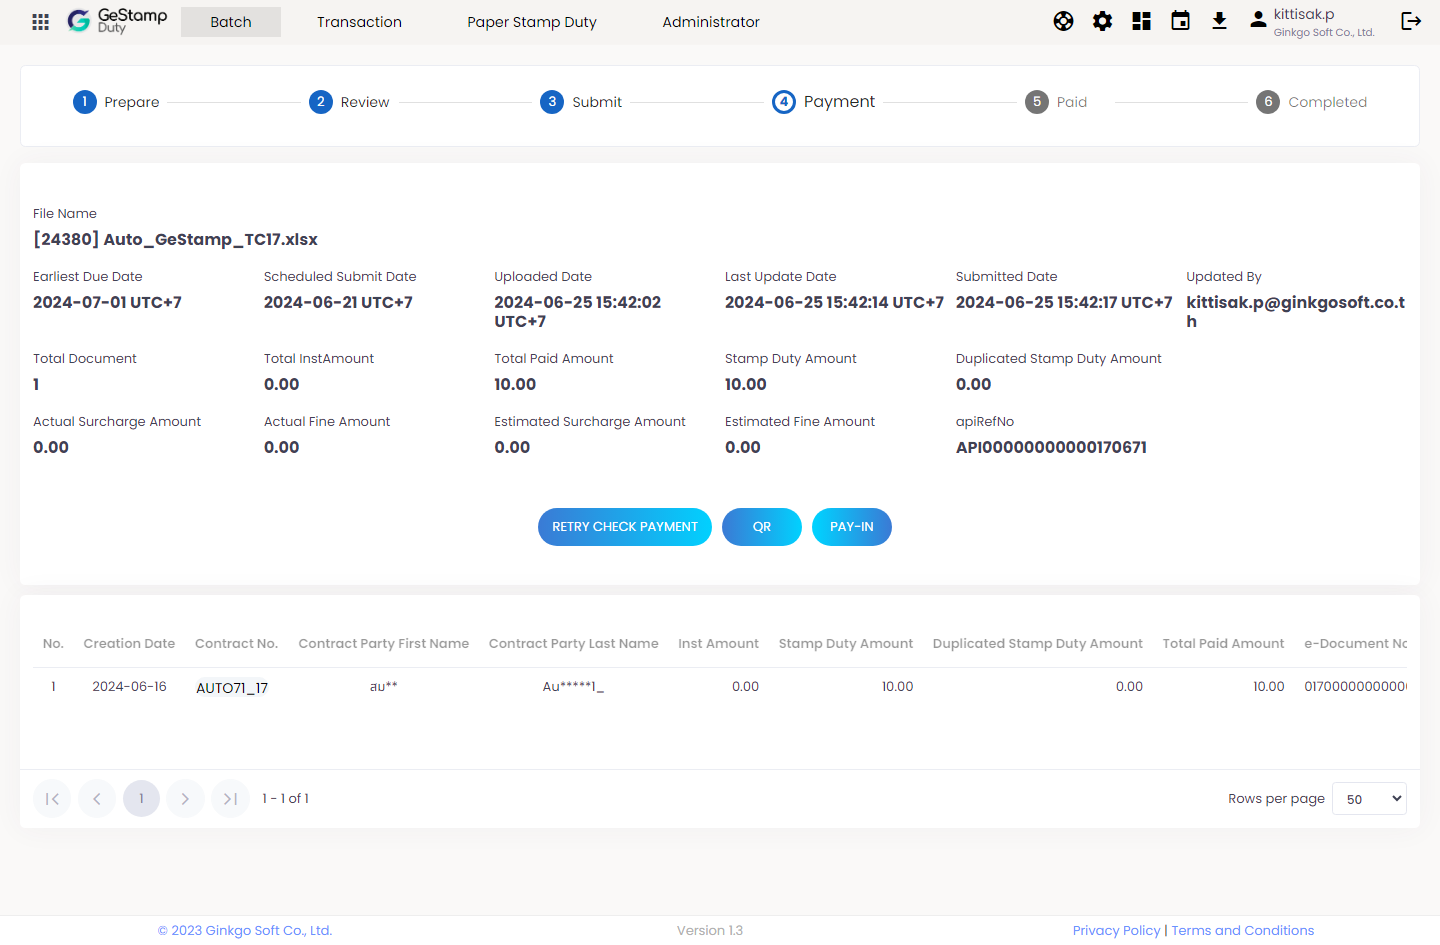 GeStamp
Duty
Batch
Transaction
Paper Stamp Duty
Administrator
kittisak.p
Ginkgo Soft Co., Ltd.
1 Prepare
2 Review
3 Submit
4 Payment
5 Paid
6 Completed
File Name
[24380] Auto_GeStamp_TC17.xlsx
Earliest Due Date
2024-07-01 UTC+7
Scheduled Submit Date
2024-06-21 UTC+7
Uploaded Date
2024-06-25 15:42:02
UTC+7
Last Update Date
2024-06-25 15:42:14 UTC+7
Submitted Date
2024-06-25 15:42:17 UTC+7
Updated By
kittisak.p@ginkgosoft.co.t
h
Total Document
1
Total InstAmount
0.00
Total Paid Amount
10.00
Stamp Duty Amount
10.00
Duplicated Stamp Duty Amount
0.00
Actual Surcharge Amount
0.00
Actual Fine Amount
0.00
Estimated Surcharge Amount
0.00
Estimated Fine Amount
0.00
apiRefNo
API00000000000170671
RETRY CHECK PAYMENT
QR
PAY-IN
No. Creation Date Contract No. Contract Party First Name Contract Party Last Name Inst Amount Stamp Duty Amount Duplicated Stamp Duty Amount Total Paid Amount e-Document No
1 2024-06-16 AUTO71_17 สม** Au*****1_ 0.00 10.00 0.00 10.00 0170000000000
1
1 - 1 of 1
Rows per page 50
© 2023 Ginkgo Soft Co., Ltd.
Version 1.3
Privacy Policy | Terms and Conditions